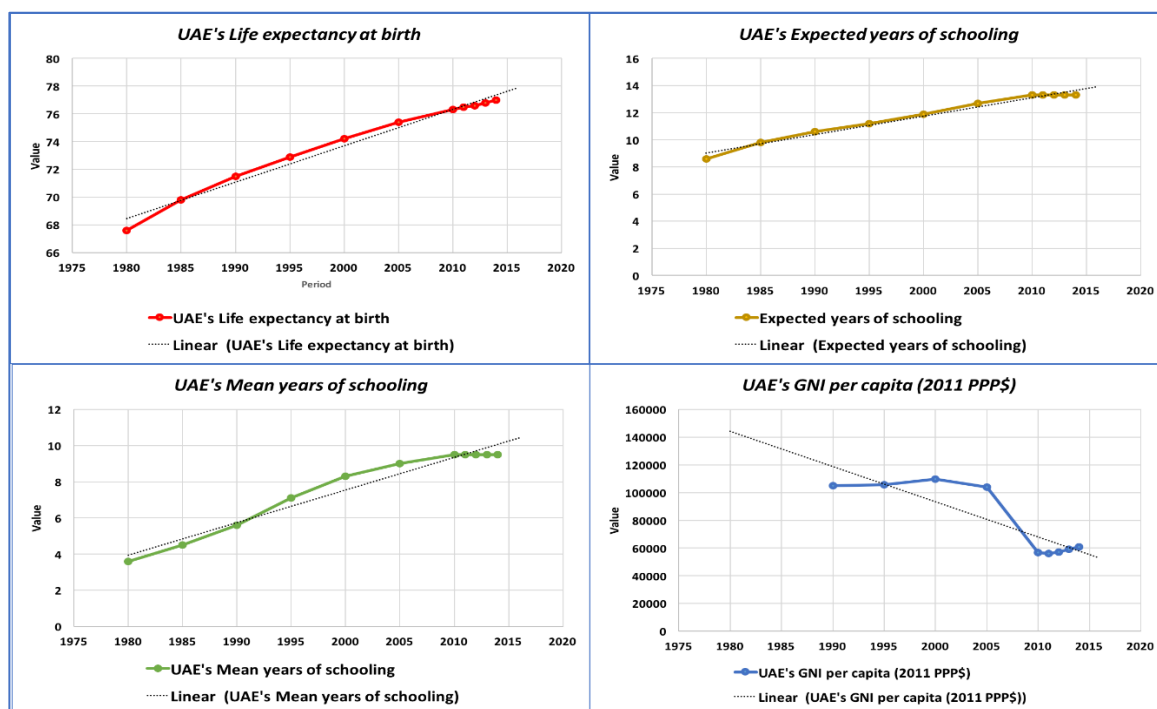 UAE's Life expectancy at birth
80
78
76
74
72
70
68
66
Value
1975 1980 1985 1990 1995 2000 2005 2010 2015 2020
Period
UAE's Life expectancy at birth
Linear (UAE's Life expectancy at birth)
UAE's Expected years of schooling
16
14
12
10
8
6
4
2
0
Value
1975 1980 1985 1990 1995 2000 2005 2010 2015 2020
Expected years of schooling
Linear (Expected years of schooling)
UAE's Mean years of schooling
12
10
8
6
4
2
0
Value
1975 1980 1985 1990 1995 2000 2005 2010 2015 2020
UAE's Mean years of schooling
Linear (UAE's Mean years of schooling)
UAE's GNI per capita (2011 PPP$)
160000
140000
120000
100000
80000
60000
40000
20000
0
Value
1975 1980 1985 1990 1995 2000 2005 2010 2015 2020
UAE's GNI per capita (2011 PPP$)
Linear (UAE's GNI per capita (2011 PPP$))